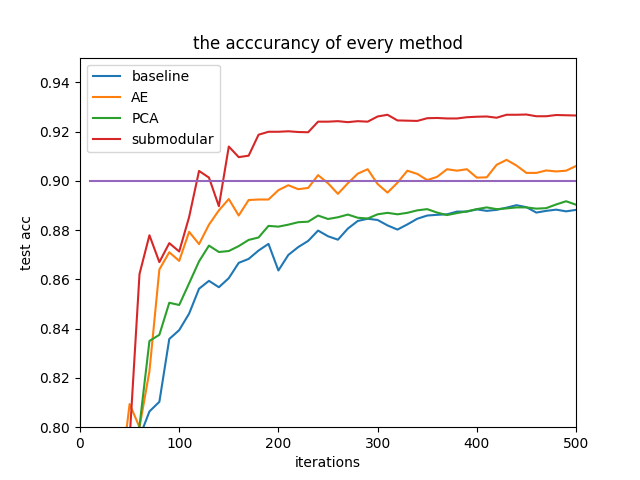 the acccurancy of every method
baseline
AE
PCA
submodular
test acc
0.94
0.92
0.90
0.88
0.86
0.84
0.82
0.80
0
100
200
300
400
500
iterations